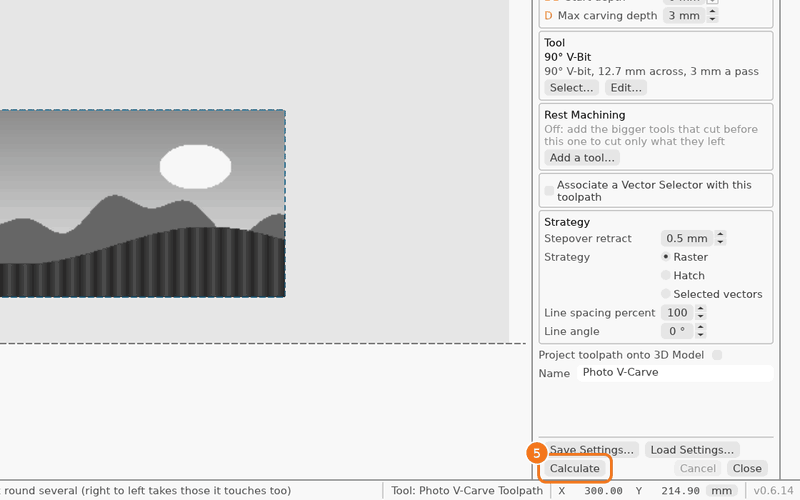 D Max carving depth 3 mm
Tool
90° V-Bit
90° V-bit, 12.7 mm across, 3 mm a pass
Select... Edit...
Rest Machining
Off: add the bigger tools that cut before
this one to cut only what they left
Add a tool...
Associate a Vector Selector with this
toolpath
Strategy
Stepover retract 0.5 mm
Strategy Raster
Hatch
Selected vectors
Line spacing percent 100
Line angle 0 °
Project toolpath onto 3D Model
Name Photo V-Carve
5 Save Settings... Load Settings...
Calculate Cancel Close
round several (right to left takes those it touches too) Tool: Photo V-Carve Toolpath X 300.00 Y 214.90 mm v0.6.14